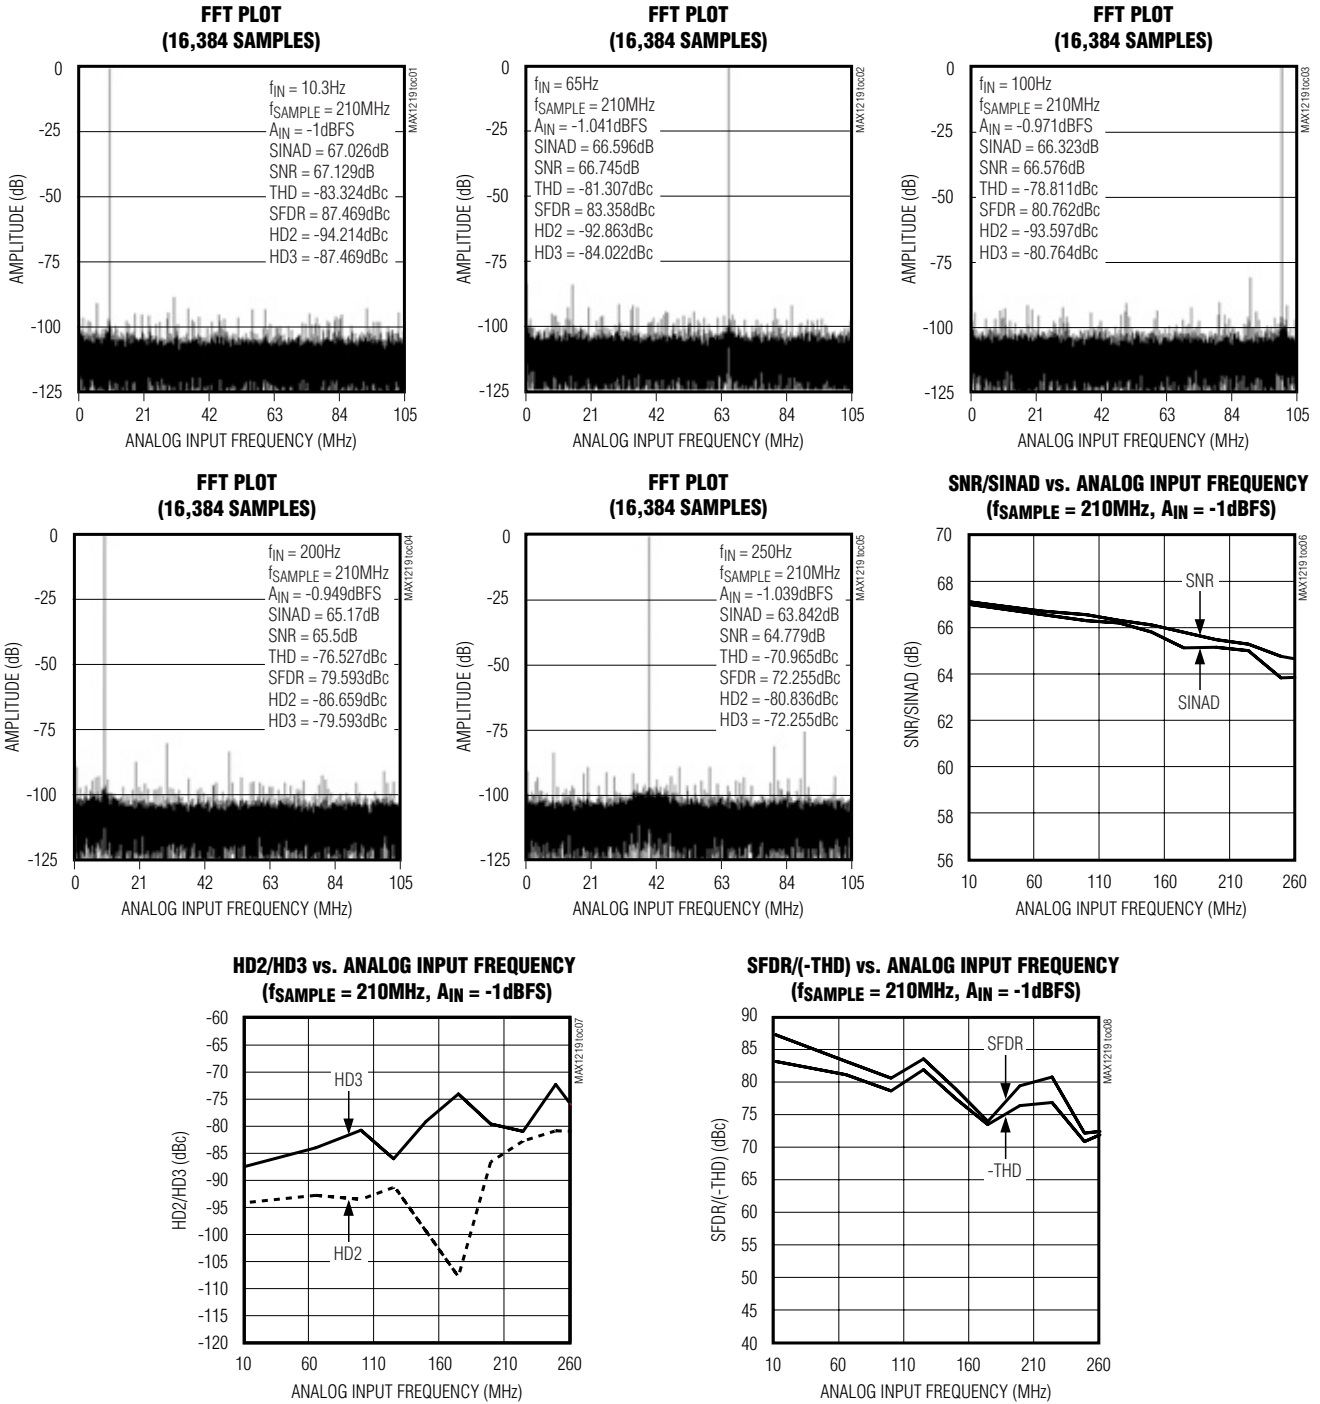 FFT PLOT
(16,384 SAMPLES)
0
-25
-50
-75
-100
-125
AMPLITUDE (dB)
fIN = 10.3Hz
fSAMPLE = 210MHz
AIN = -1dBFS
SINAD = 67.026dB
SNR = 67.129dB
THD = -83.324dBc
SFDR = 87.469dBc
HD2 = -94.214dBc
HD3 = -87.469dBc
MAX1219 toc01
0 21 42 63 84 105
ANALOG INPUT FREQUENCY (MHz)
FFT PLOT
(16,384 SAMPLES)
0
-25
-50
-75
-100
-125
AMPLITUDE (dB)
fIN = 65Hz
fSAMPLE = 210MHz
AIN = -1.041dBFS
SINAD = 66.596dB
SNR = 66.745dB
THD = -81.307dBc
SFDR = 83.358dBc
HD2 = -92.863dBc
HD3 = -84.022dBc
MAX1219 toc02
0 21 42 63 84 105
ANALOG INPUT FREQUENCY (MHz)
FFT PLOT
(16,384 SAMPLES)
0
-25
-50
-75
-100
-125
AMPLITUDE (dB)
fIN = 100Hz
fSAMPLE = 210MHz
AIN = -0.971dBFS
SINAD = 66.323dB
SNR = 66.576dB
THD = -78.811dBc
SFDR = 80.762dBc
HD2 = -93.597dBc
HD3 = -80.764dBc
MAX1219 toc03
0 21 42 63 84 105
ANALOG INPUT FREQUENCY (MHz)
FFT PLOT
(16,384 SAMPLES)
0
-25
-50
-75
-100
-125
AMPLITUDE (dB)
fIN = 200Hz
fSAMPLE = 210MHz
AIN = -0.949dBFS
SINAD = 65.17dB
SNR = 65.5dB
THD = -76.527dBc
SFDR = 79.593dBc
HD2 = -86.659dBc
HD3 = -79.593dBc
MAX1219 toc04
0 21 42 63 84 105
ANALOG INPUT FREQUENCY (MHz)
FFT PLOT
(16,384 SAMPLES)
0
-25
-50
-75
-100
-125
AMPLITUDE (dB)
fIN = 250Hz
fSAMPLE = 210MHz
AIN = -1.039dBFS
SINAD = 63.842dB
SNR = 64.779dB
THD = -70.965dBc
SFDR = 72.255dBc
HD2 = -80.836dBc
HD3 = -72.255dBc
MAX1219 toc05
0 21 42 63 84 105
ANALOG INPUT FREQUENCY (MHz)
SNR/SINAD vs. ANALOG INPUT FREQUENCY
(fSAMPLE = 210MHz, AIN = -1dBFS)
70
68
66
64
62
60
58
56
SNR/SINAD (dB)
SNR
SINAD
MAX1219 toc06
10 60 110 160 210 260
ANALOG INPUT FREQUENCY (MHz)
HD2/HD3 vs. ANALOG INPUT FREQUENCY
(fSAMPLE = 210MHz, AIN = -1dBFS)
-60
-65
-70
-75
-80
-85
-90
-95
-100
-105
-110
-115
-120
HD2/HD3 (dBc)
HD3
HD2
MAX1219 toc07
10 60 110 160 210 260
ANALOG INPUT FREQUENCY (MHz)
SFDR/(-THD) vs. ANALOG INPUT FREQUENCY
(fSAMPLE = 210MHz, AIN = -1dBFS)
90
85
80
75
70
65
60
55
50
45
40
SFDR/(-THD) (dBc)
SFDR
-THD
MAX1219 toc08
10 60 110 160 210 260
ANALOG INPUT FREQUENCY (MHz)